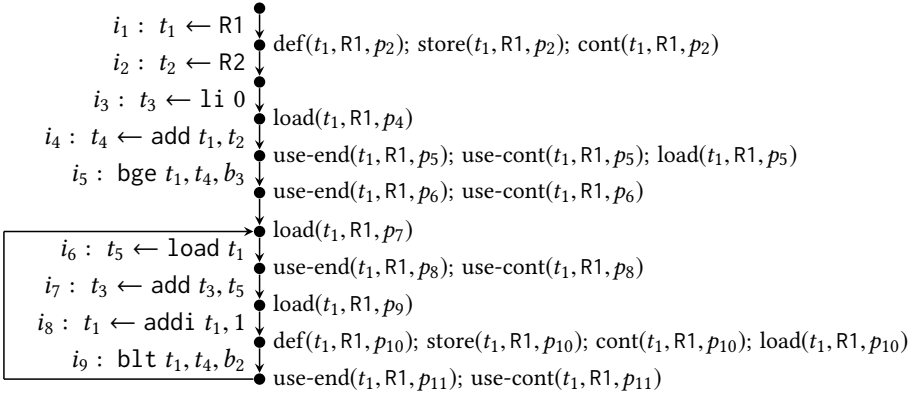 i₁ : t₁ ← R1
def(t₁, R1, p₂); store(t₁, R1, p₂); cont(t₁, R1, p₂)
i₂ : t₂ ← R2
i₃ : t₃ ← li 0
load(t₁, R1, p₄)
i₄ : t₄ ← add t₁, t₂
use-end(t₁, R1, p₅); use-cont(t₁, R1, p₅); load(t₁, R1, p₅)
i₅ : bge t₁, t₄, b₃
use-end(t₁, R1, p₆); use-cont(t₁, R1, p₆)
load(t₁, R1, p₇)
i₆ : t₅ ← load t₁
use-end(t₁, R1, p₈); use-cont(t₁, R1, p₈)
i₇ : t₃ ← add t₃, t₅
load(t₁, R1, p₉)
i₈ : t₁ ← addi t₁, 1
def(t₁, R1, p₁₀); store(t₁, R1, p₁₀); cont(t₁, R1, p₁₀); load(t₁, R1, p₁₀)
i₉ : blt t₁, t₄, b₂
use-end(t₁, R1, p₁₁); use-cont(t₁, R1, p₁₁)